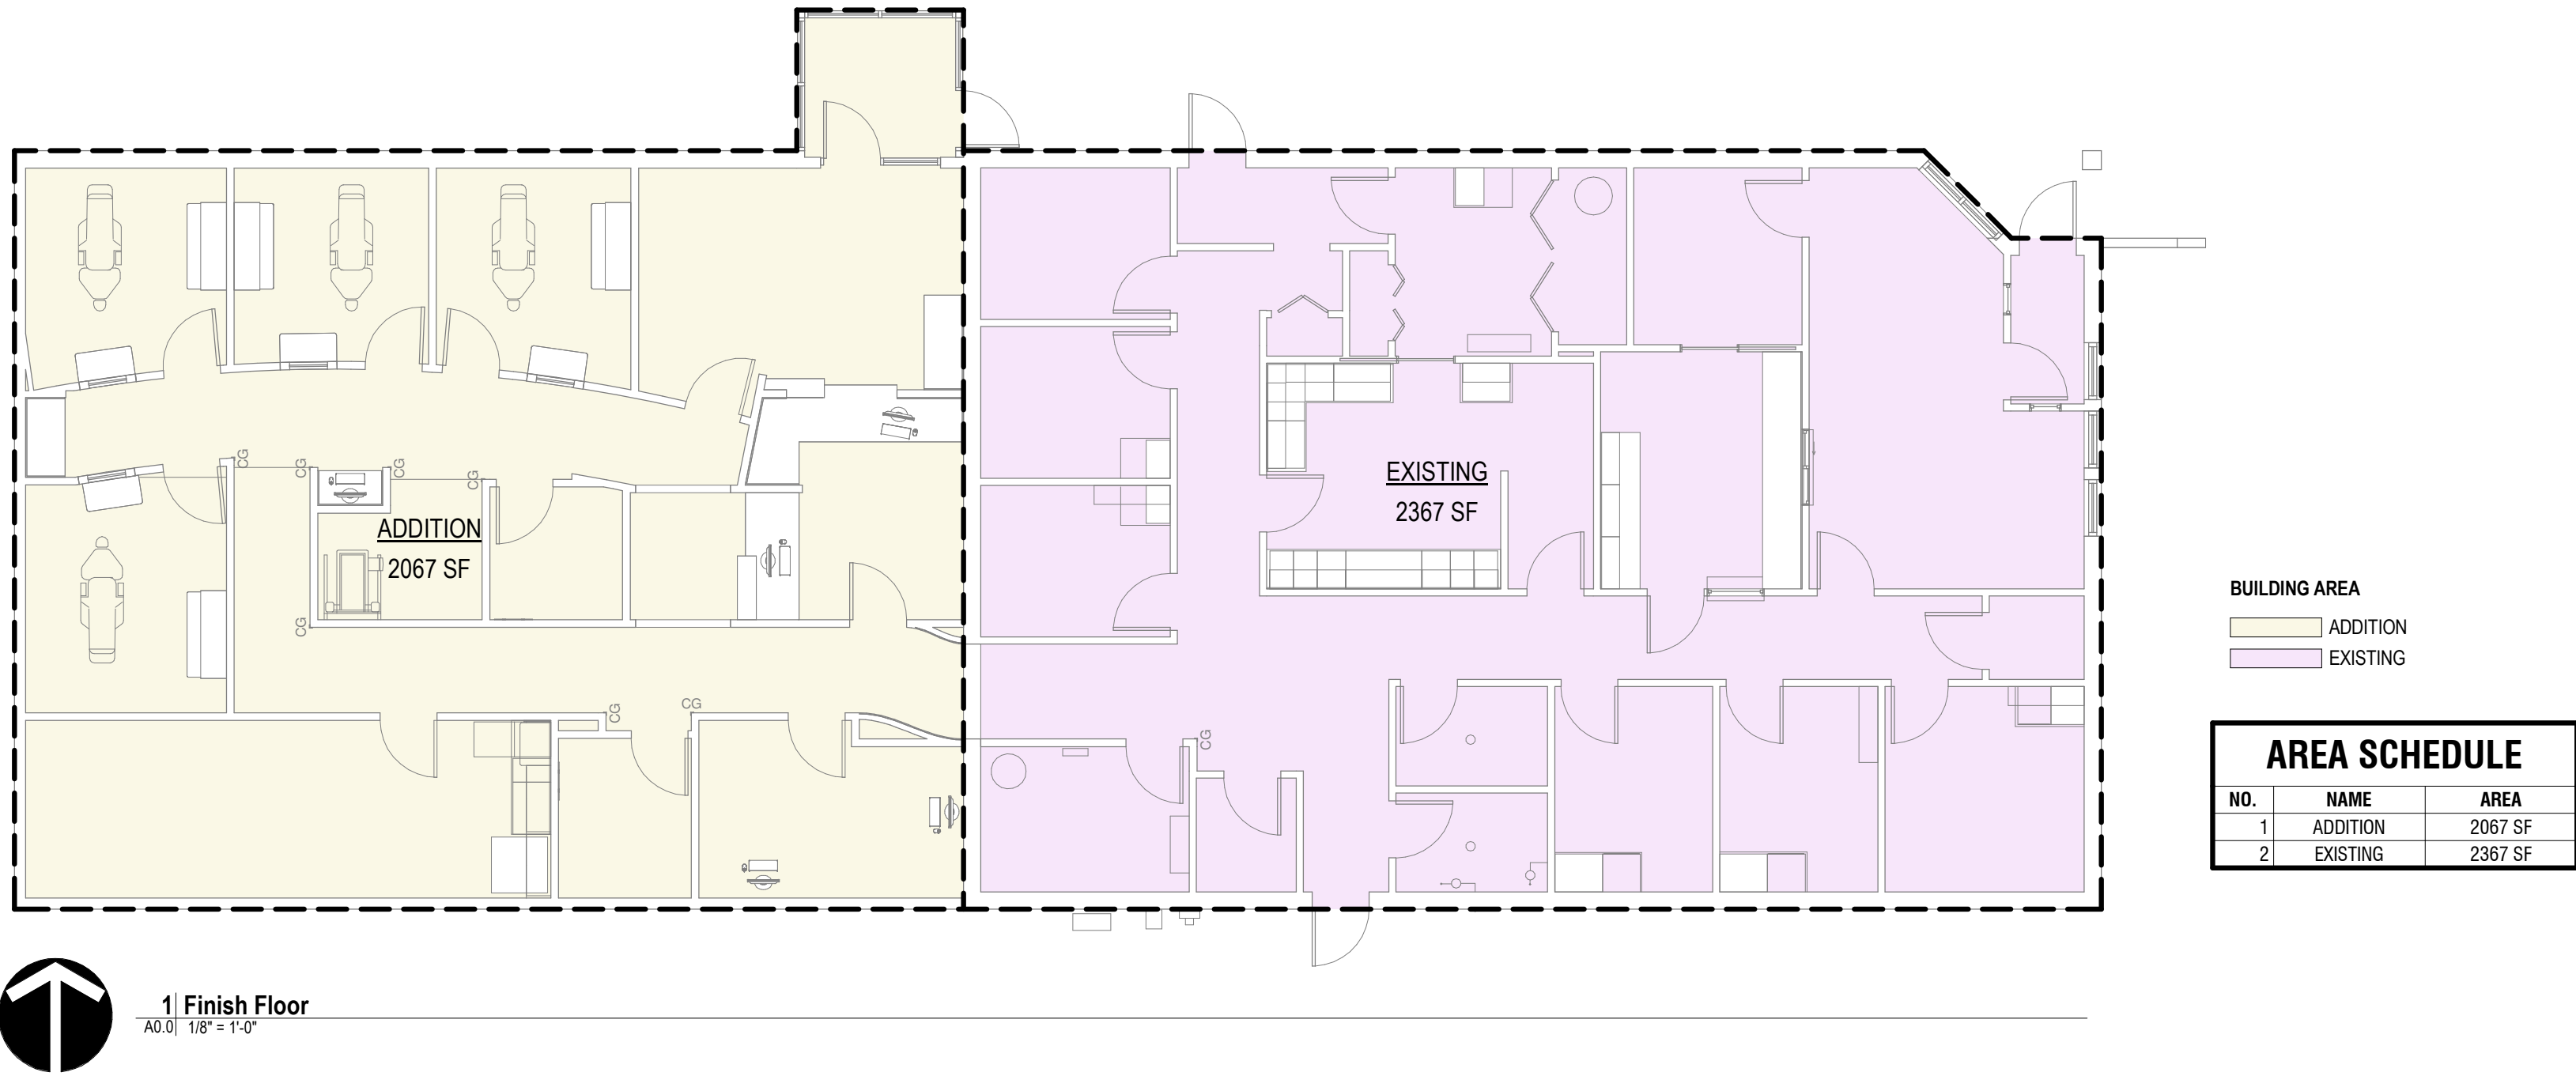 CG
CG
CG
CG
ADDITION
2067 SF
EXISTING
2367 SF
CG
CG
CG
CG
BUILDING AREA
ADDITION
EXISTING
AREA SCHEDULE
NO. NAME AREA
1 ADDITION 2067 SF
2 EXISTING 2367 SF
1 Finish Floor
A0.0 1/8" = 1'-0"